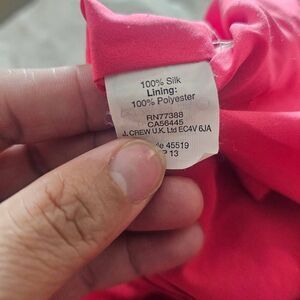 100% Silk
Lining:
100% Polyester
RN77388
CA56445
J. CREW U.K. Ltd EC4V 6JA
45519
13